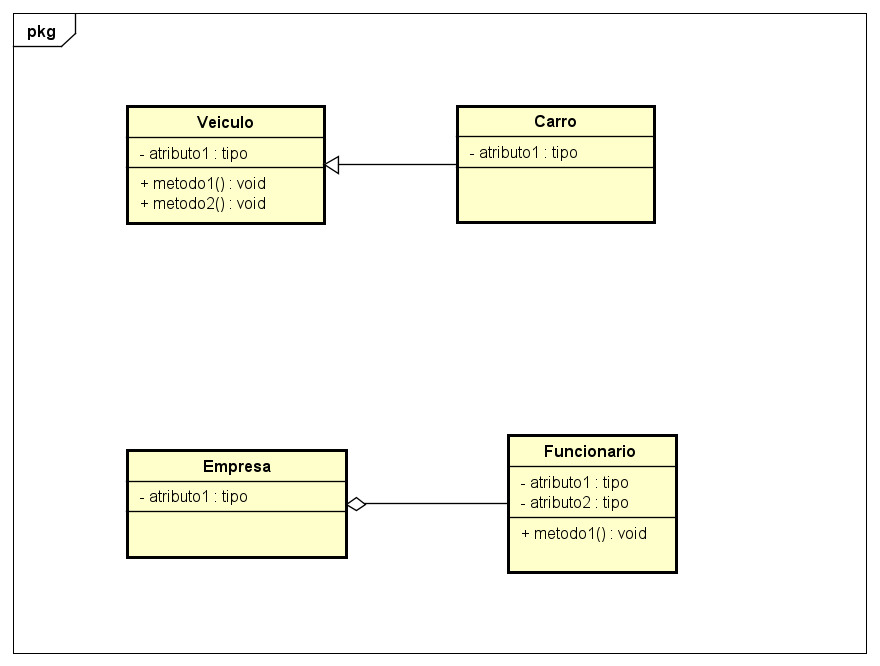 pkg
Veiculo
- atributo1 : tipo
+ metodo1() : void
+ metodo2() : void
Carro
- atributo1 : tipo
Empresa
- atributo1 : tipo
Funcionario
- atributo1 : tipo
- atributo2 : tipo
+ metodo1() : void